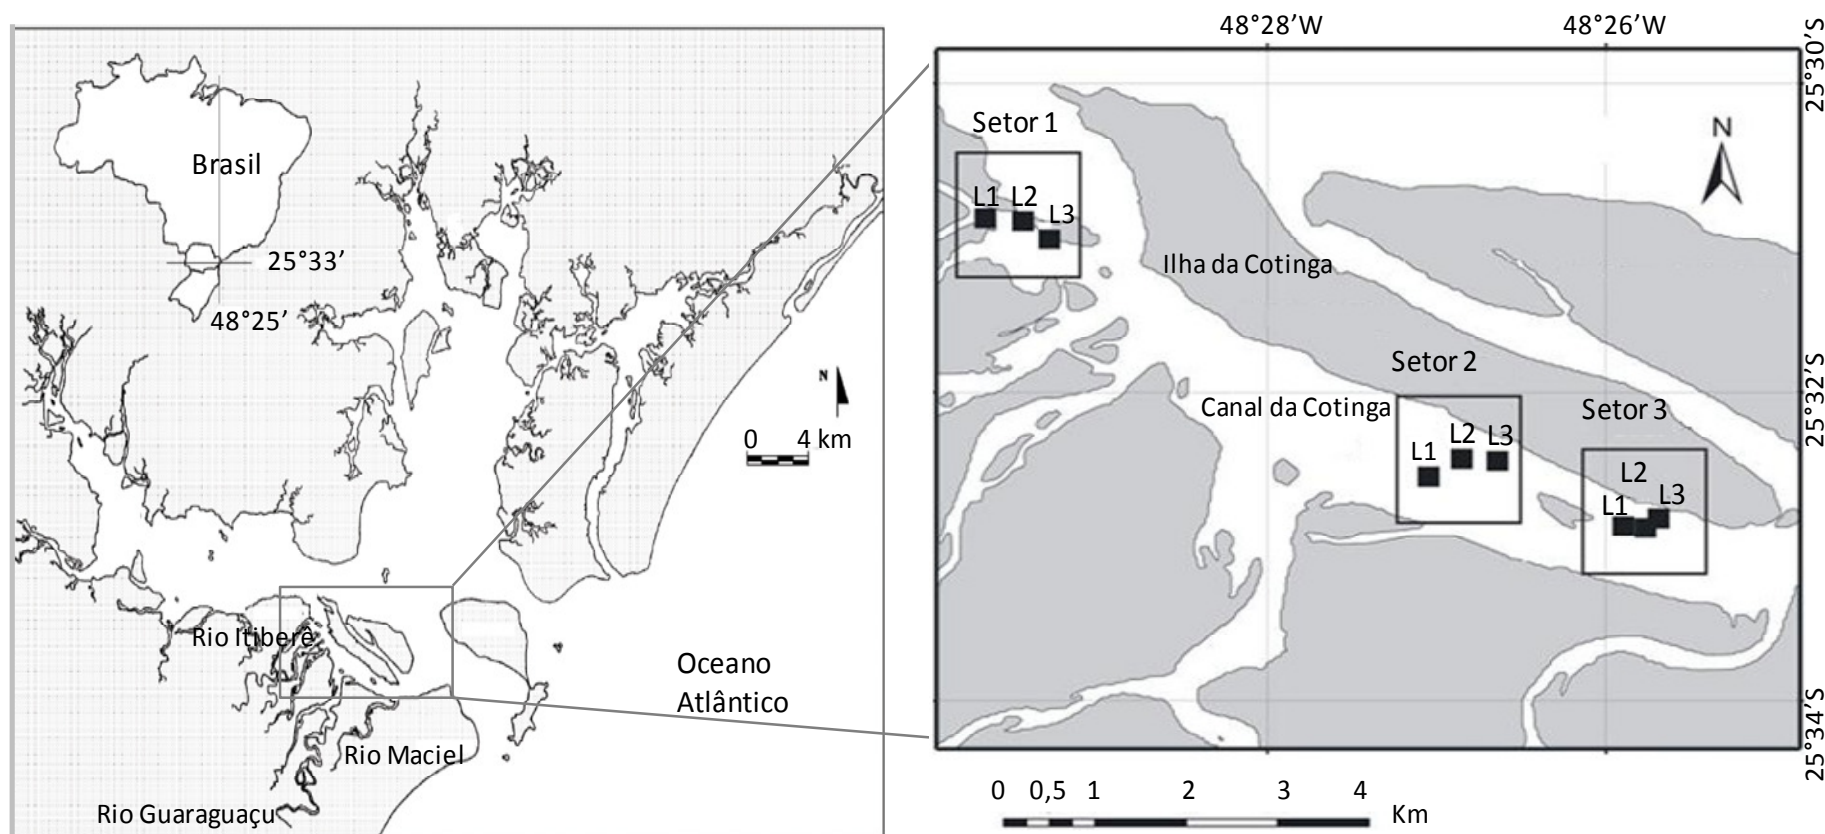 Brasil
25°33’
48°25’
N
0 4 km
Rio Itiberê
Oceano
Atlântico
Rio Maciel
Rio Guaraguaçu
48°28’W 48°26’W
25°30’S
Setor 1
N
L1 L2 L3
Ilha da Cotinga
Setor 2
25°32’S
Canal da Cotinga
Setor 3
L1 L2 L3
L2
L1 L3
25°34’S
0 0,5 1 2 3 4
Km